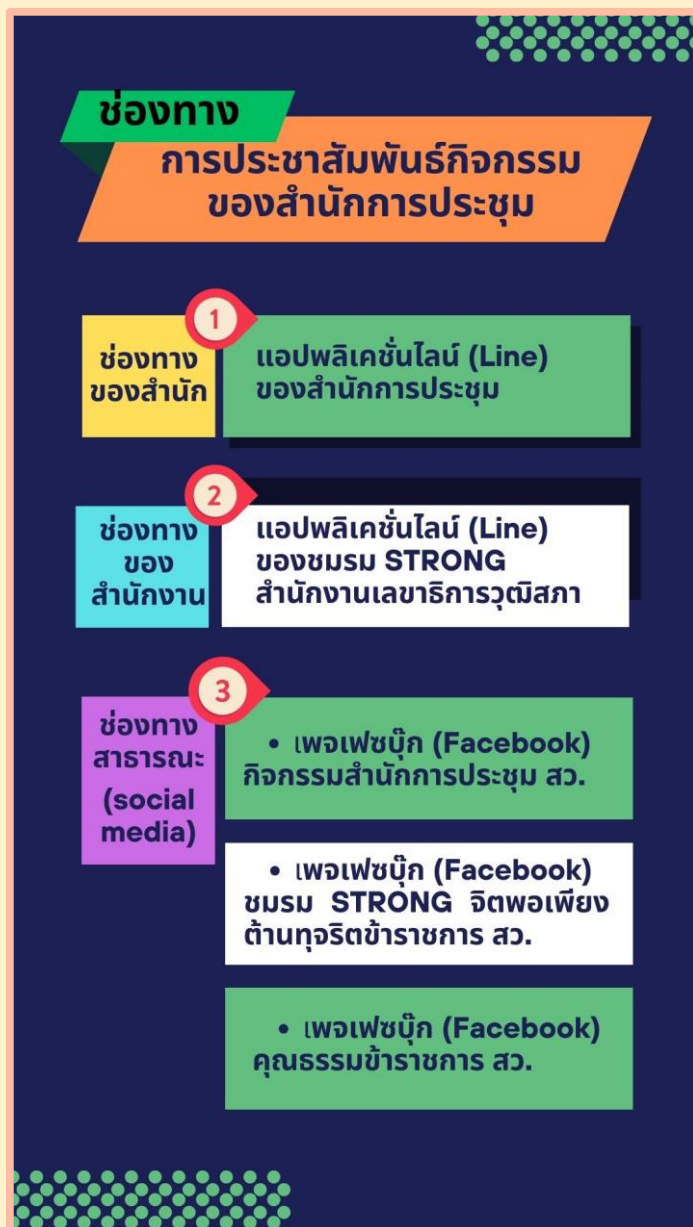 ช่องทาง
การประชาสัมพันธ์กิจกรรม
ของสำนักการประชุม
1
ช่องทาง
ของสำนัก
แอปพลิเคชั่นไลน์ (Line)
ของสำนักการประชุม
2
ช่องทาง
ของ
สำนักงาน
แอปพลิเคชั่นไลน์ (Line)
ของชมรม STRONG
สำนักงานเลขาธิการวุฒิสภา
3
ช่องทาง
สาธารณะ
(social
media)
• เพจเฟซบุ๊ก (Facebook)
กิจกรรมสำนักการประชุม สว.
• เพจเฟซบุ๊ก (Facebook)
ชมรม STRONG จิตพอเพียง
ต้านทุจริตข้าราชการ สว.
• เพจเฟซบุ๊ก (Facebook)
คุณธรรมข้าราชการ สว.